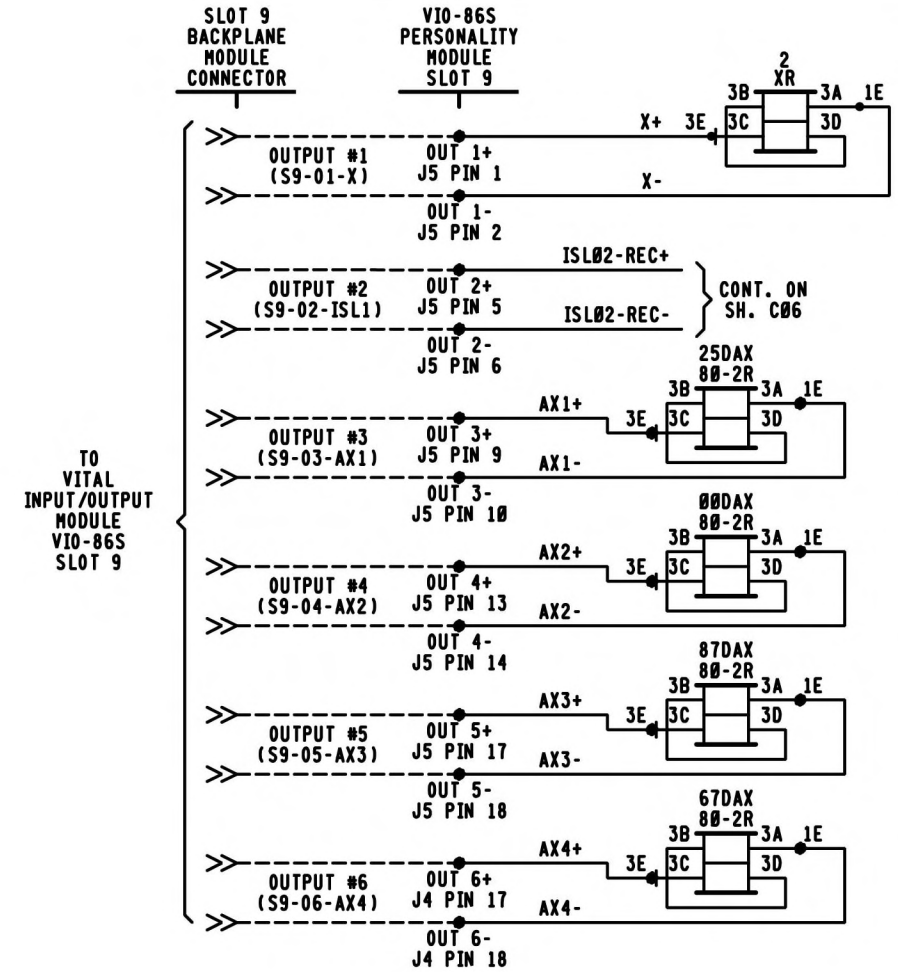 SLOT 9
BACKPLANE
MODULE
CONNECTOR
VIO-86S
PERSONALITY
MODULE
SLOT 9
2
XR
3B
3A
1E
X+
3E
3C
3D
OUTPUT #1
(S9-01-X)
OUT 1+
J5 PIN 1
X-
OUT 1-
J5 PIN 2
ISLØ2-REC+
OUTPUT #2
(S9-02-ISL1)
OUT 2+
J5 PIN 5
CONT. ON
SH. CØ6
ISLØ2-REC-
OUT 2-
J5 PIN 6
25DAX
8Ø-2R
3B
3A
1E
AX1+
3E
3C
3D
OUTPUT #3
(S9-03-AX1)
OUT 3+
J5 PIN 9
AX1-
OUT 3-
J5 PIN 1Ø
TO
VITAL
INPUT/OUTPUT
MODULE
VIO-86S
SLOT 9
ØØDAX
8Ø-2R
3B
3A
1E
AX2+
3E
3C
3D
OUTPUT #4
(S9-04-AX2)
OUT 4+
J5 PIN 13
AX2-
OUT 4-
J5 PIN 14
87DAX
8Ø-2R
3B
3A
1E
AX3+
3E
3C
3D
OUTPUT #5
(S9-05-AX3)
OUT 5+
J5 PIN 17
AX3-
OUT 5-
J5 PIN 18
67DAX
8Ø-2R
3B
3A
1E
AX4+
3E
3C
3D
OUTPUT #6
(S9-06-AX4)
OUT 6+
J4 PIN 17
AX4-
OUT 6-
J4 PIN 18